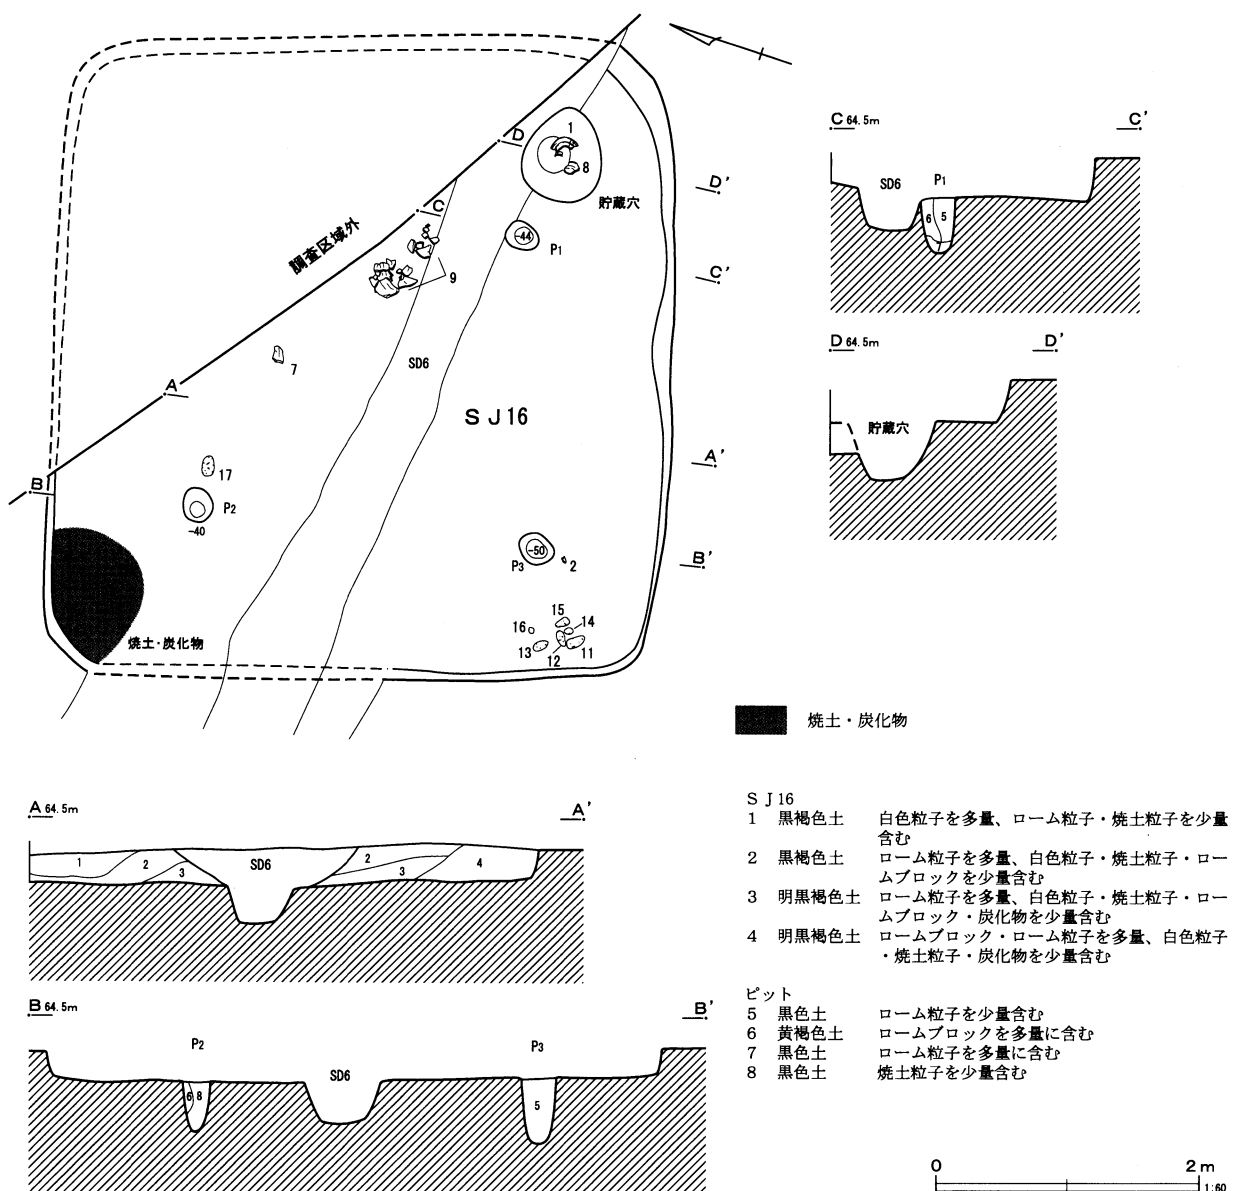 D
1
8
D'
貯蔵穴
C
調査区域外
-44
P1
9
C'
7
SD6
A
SJ16
17
A'
B
P2
-40
-50
P3
2
B'
15
16
14
13
12
11
焼土・炭化物
C 64.5m
C'
SD6
P1
6
5
D 64.5m
D'
貯蔵穴
焼土・炭化物
A 64.5m
A'
1
2
3
SD6
2
3
4
B 64.5m
B'
P2
P3
SD6
6
8
5
SJ16
1 黒褐色土 白色粒子を多量、ローム粒子・焼土粒子を少量
含む
2 黒褐色土 ローム粒子を多量、白色粒子・焼土粒子・ロー
ムブロックを少量含む
3 明黒褐色土 ローム粒子を多量、白色粒子・焼土粒子・ロー
ムブロック・炭化物を少量含む
4 明黒褐色土 ロームブロック・ローム粒子を多量、白色粒子
・焼土粒子・炭化物を少量含む
ピット
5 黒色土 ローム粒子を少量含む
6 黄褐色土 ロームブロックを多量に含む
7 黒色土 ローム粒子を多量に含む
8 黒色土 焼土粒子を少量含む
0
2m
1:60